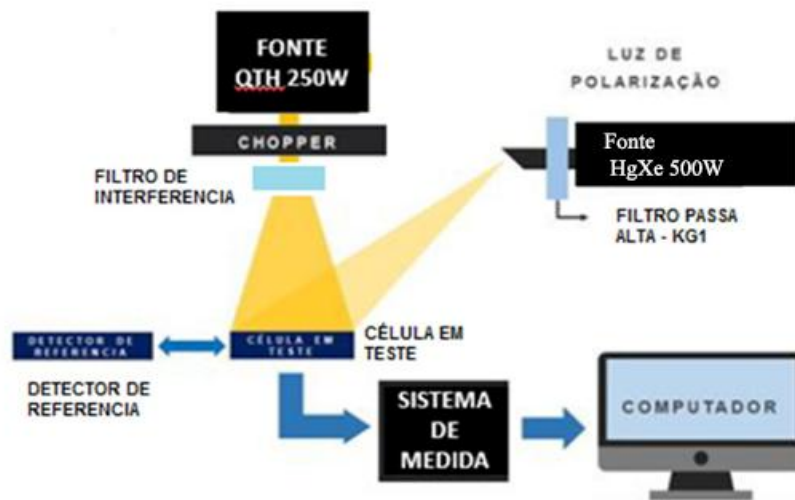 FONTE
QTH 250W
CHOPPER
FILTRO DE
INTERFERENCIA
LUZ DE
POLARIZAÇÃO
Fonte
HgXe 500W
FILTRO PASSA
ALTA - KG1
DETECTOR DE
REFERENCIA
CÉLULA EM
TESTE
CÉLULA EM
TESTE
DETECTOR DE
REFERENCIA
SISTEMA
DE
MEDIDA
COMPUTADOR